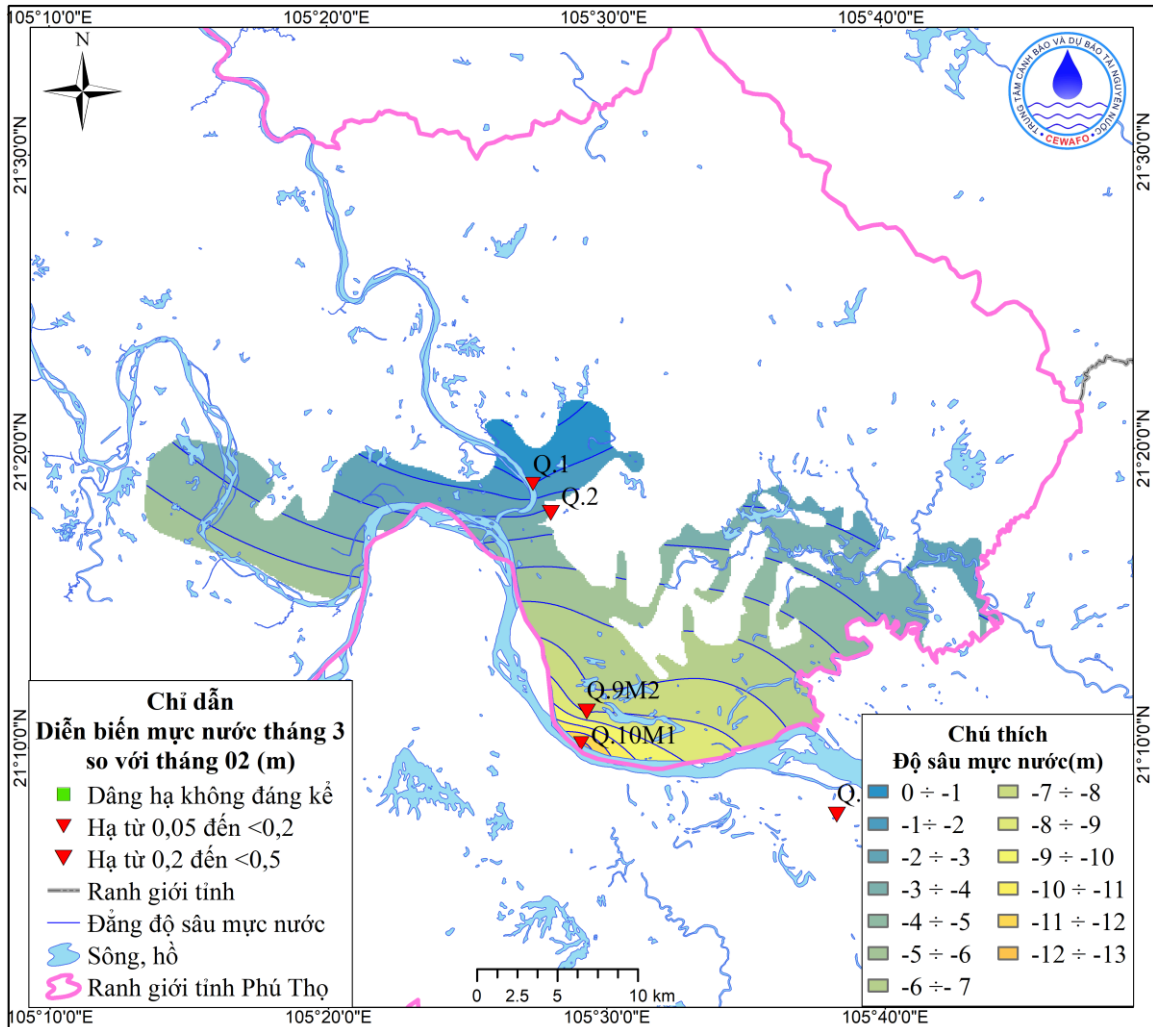 105°10'0"E 105°20'0"E 105°30'0"E 105°40'0"E
N
TRUNG TÂM CẢNH BÁO VÀ DỰ BÁO TÀI NGUYÊN NƯỚC
CEWAFO
21°30'0"N 21°30'0"N
21°20'0"N 21°20'0"N
Q.1
Q.2
Q.9M2
Q.10M1
21°10'0"N 21°10'0"N
Q.
Chỉ dẫn
Diễn biến mực nước tháng 3
so với tháng 02 (m)
Dâng hạ không đáng kể
Hạ từ 0,05 đến <0,2
Hạ từ 0,2 đến <0,5
Ranh giới tỉnh
Đẳng độ sâu mực nước
Sông, hồ
Ranh giới tỉnh Phú Thọ
0 2.5 5 10 km
Chú thích
Độ sâu mực nước(m)
0 ÷ -1
-1÷ -2
-2 ÷ -3
-3 ÷ -4
-4 ÷ -5
-5 ÷ -6
-6 ÷- 7
-7 ÷ -8
-8 ÷ -9
-9 ÷ -10
-10 ÷ -11
-11 ÷ -12
-12 ÷ -13
105°10'0"E 105°20'0"E 105°30'0"E 105°40'0"E